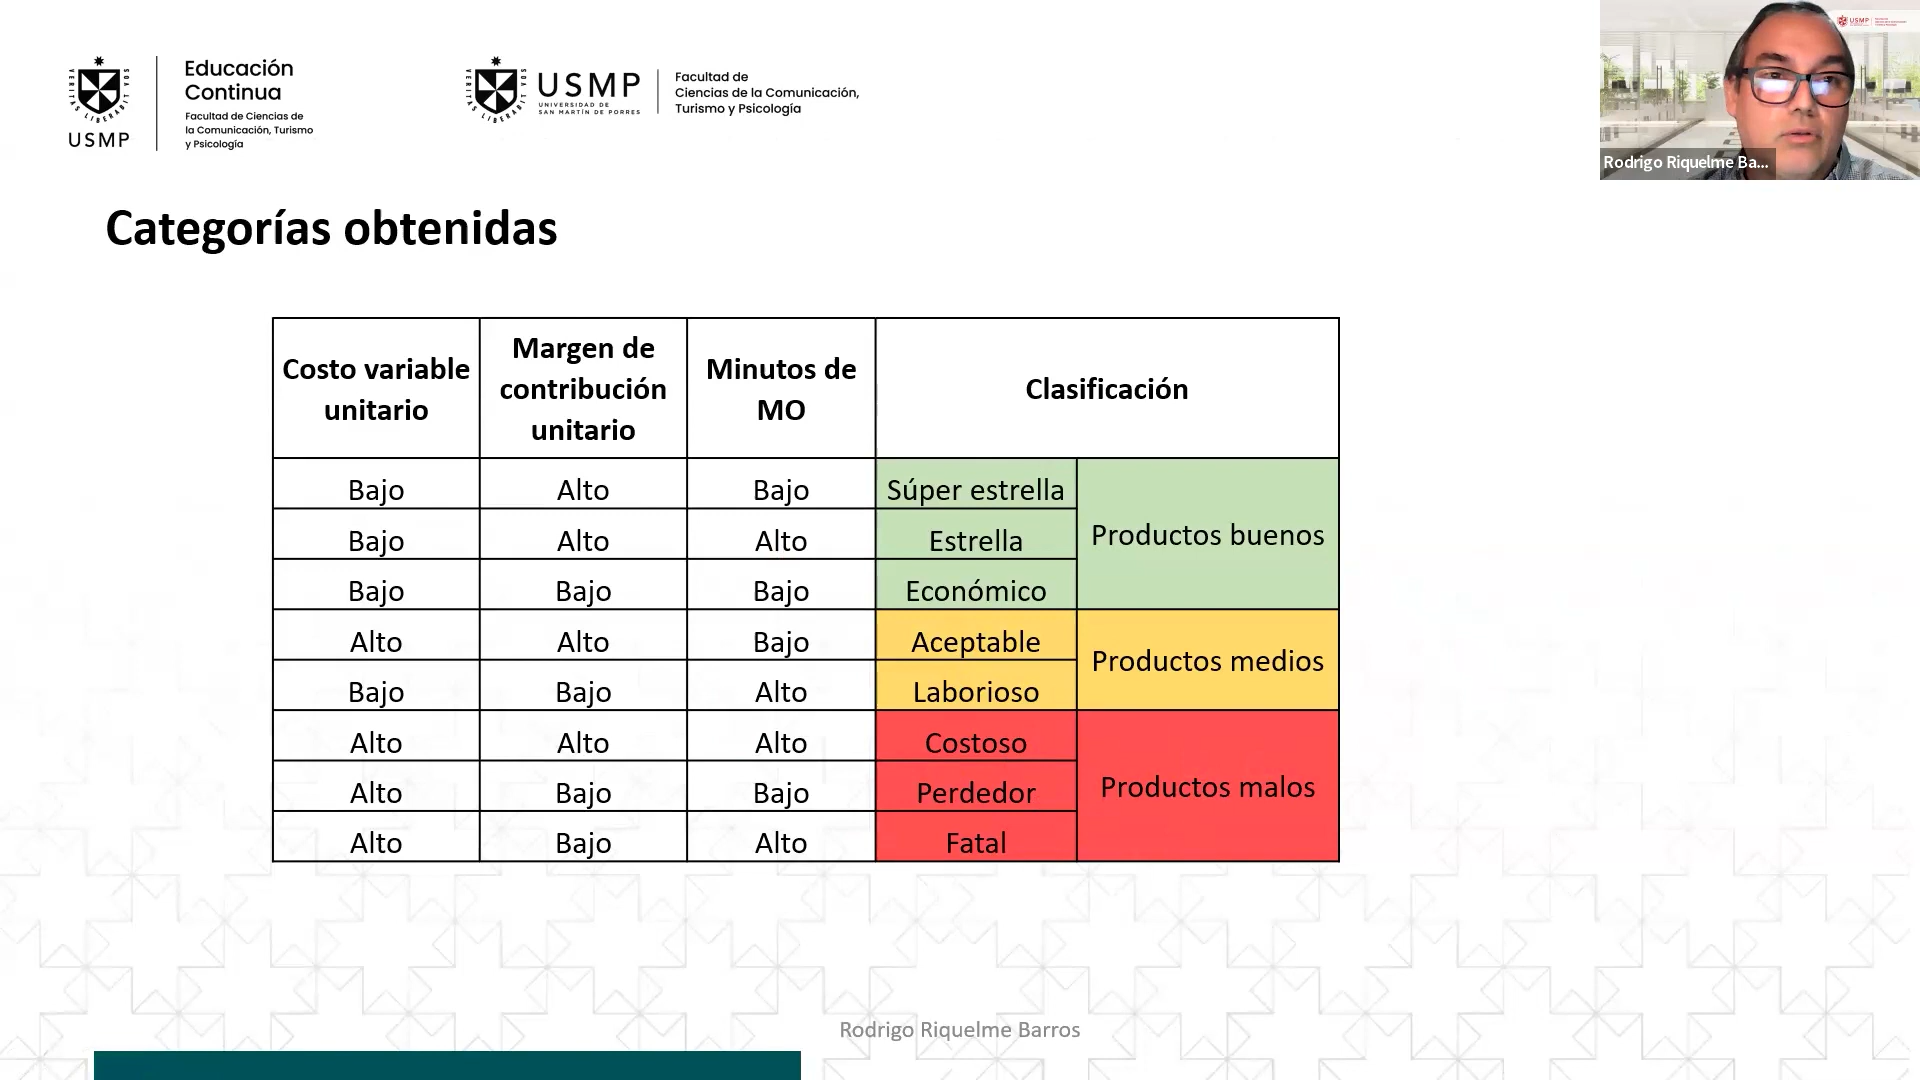 Educación
Continua
Facultad de Ciencias de
la Comunicación, Turismo
y Psicología
USMP
VERITAS LIBERABIT VOS
USMP
UNIVERSIDAD DE
SAN MARTÍN DE PORRES
Facultad de
Ciencias de la Comunicación,
Turismo y Psicología
USMP
Rodrigo Riquelme Ba...
Categorías obtenidas
Costo variable unitario Margen de contribución unitario Minutos de MO Clasificación
Bajo Alto Bajo Súper estrella Productos buenos
Bajo Alto Alto Estrella
Bajo Bajo Bajo Económico
Alto Alto Bajo Aceptable Productos medios
Bajo Bajo Alto Laborioso
Alto Alto Alto Costoso Productos malos
Alto Bajo Bajo Perdedor
Alto Bajo Alto Fatal
Rodrigo Riquelme Barros